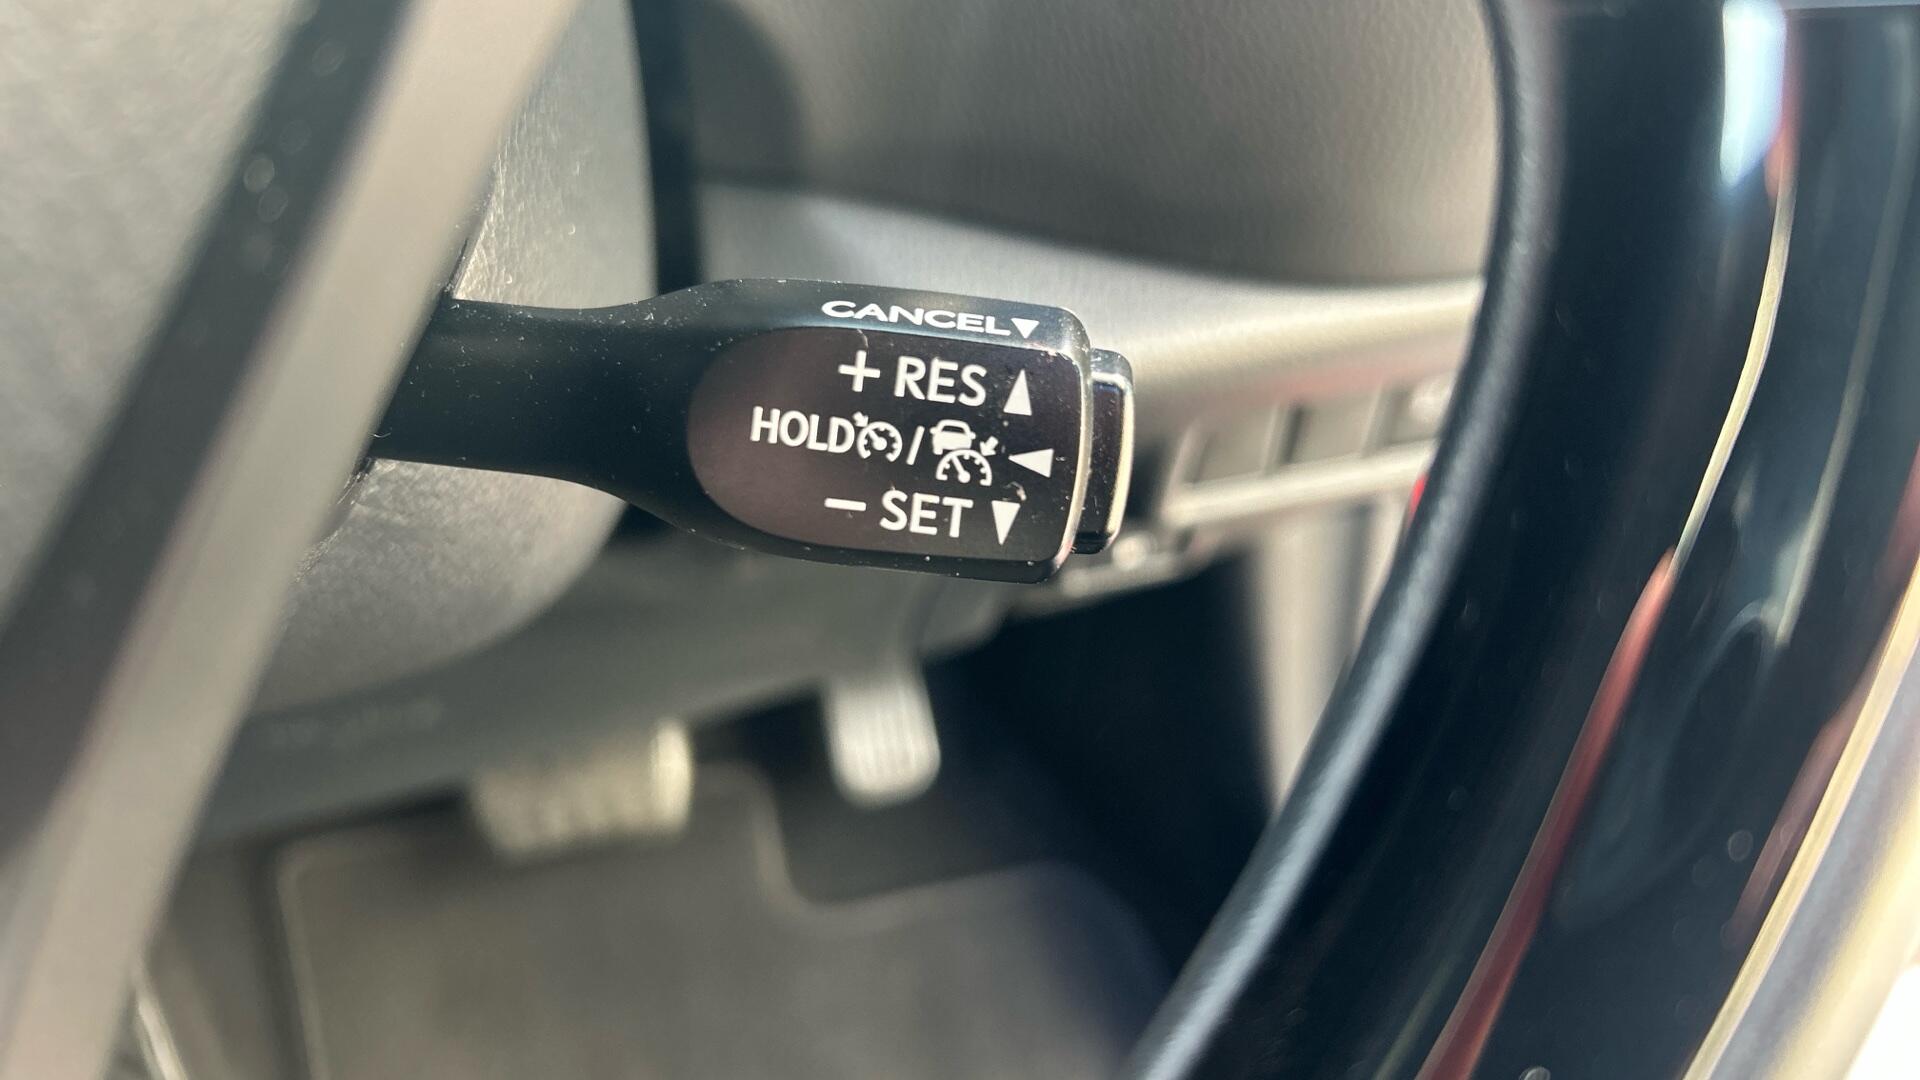 CANCEL▼
+ RES ▲
HOLD / ◀
− SET ▼